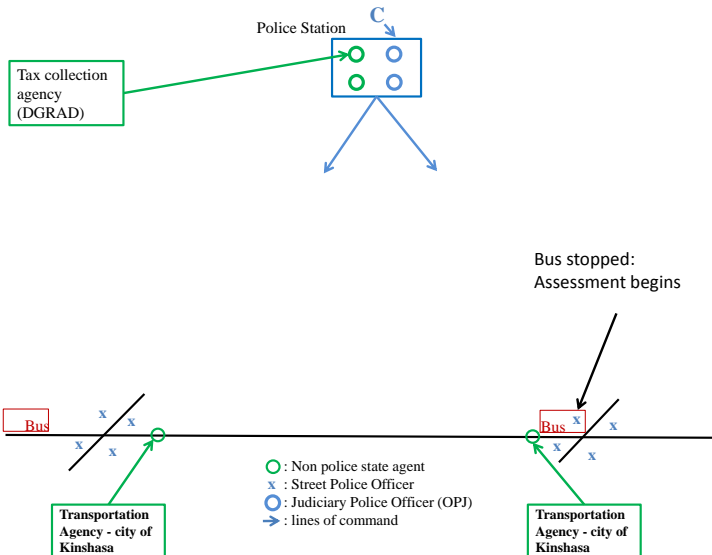 C
Police Station
Tax collection
agency
(DGRAD)
Bus stopped:
Assessment begins
Bus
x
x
x
x
Bus
x
x
x
x
: Non police state agent
x : Street Police Officer
: Judiciary Police Officer (OPJ)
: lines of command
Transportation
Agency - city of
Kinshasa
Transportation
Agency - city of
Kinshasa